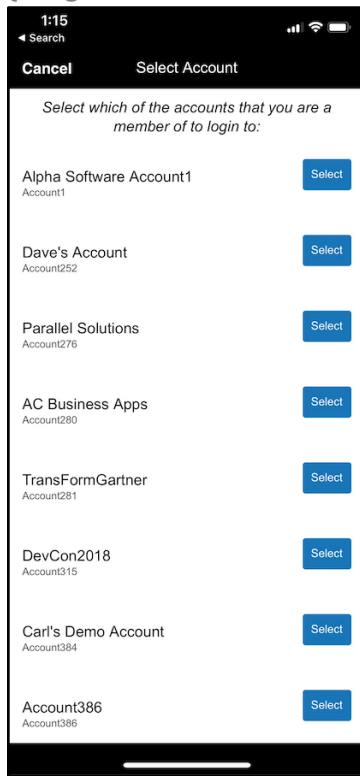 1:15
◄ Search
Cancel
Select Account
Select which of the accounts that you are a
member of to login to:
Alpha Software Account1
Select
Account1
Dave's Account
Select
Account252
Parallel Solutions
Select
Account276
AC Business Apps
Select
Account280
TransFormGartner
Select
Account281
DevCon2018
Select
Account315
Carl's Demo Account
Select
Account384
Account386
Select
Account386